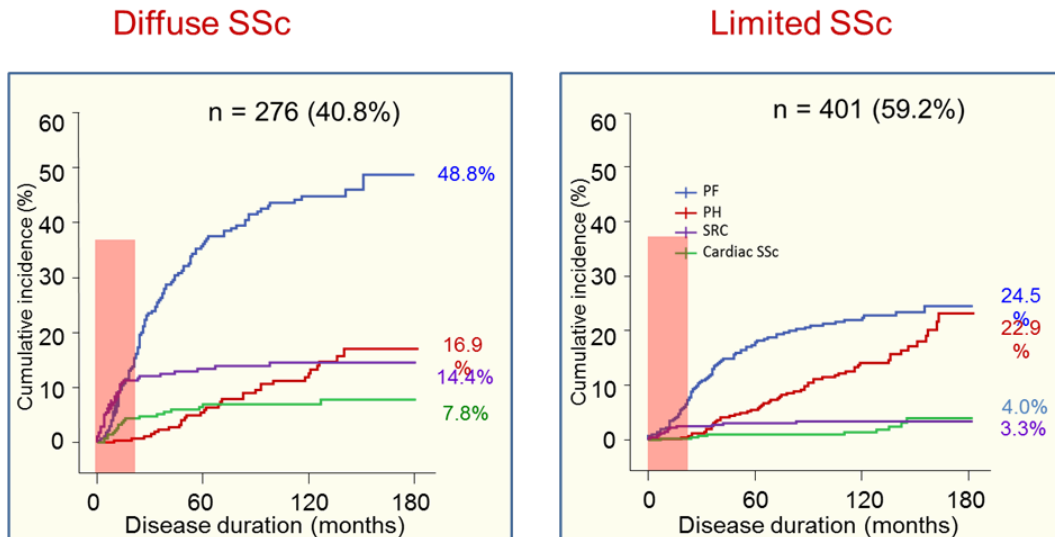 Diffuse SSc
n = 276 (40.8%)
Cumulative incidence (%)
60
50
40
30
20
10
0
48.8%
16.9
%
14.4%
7.8%
0
60
120
180
Disease duration (months)
Limited SSc
n = 401 (59.2%)
Cumulative incidence (%)
60
50
40
30
20
10
0
PF
PH
SRC
Cardiac SSc
24.5
%
22.9
%
4.0%
3.3%
0
60
120
180
Disease duration (months)